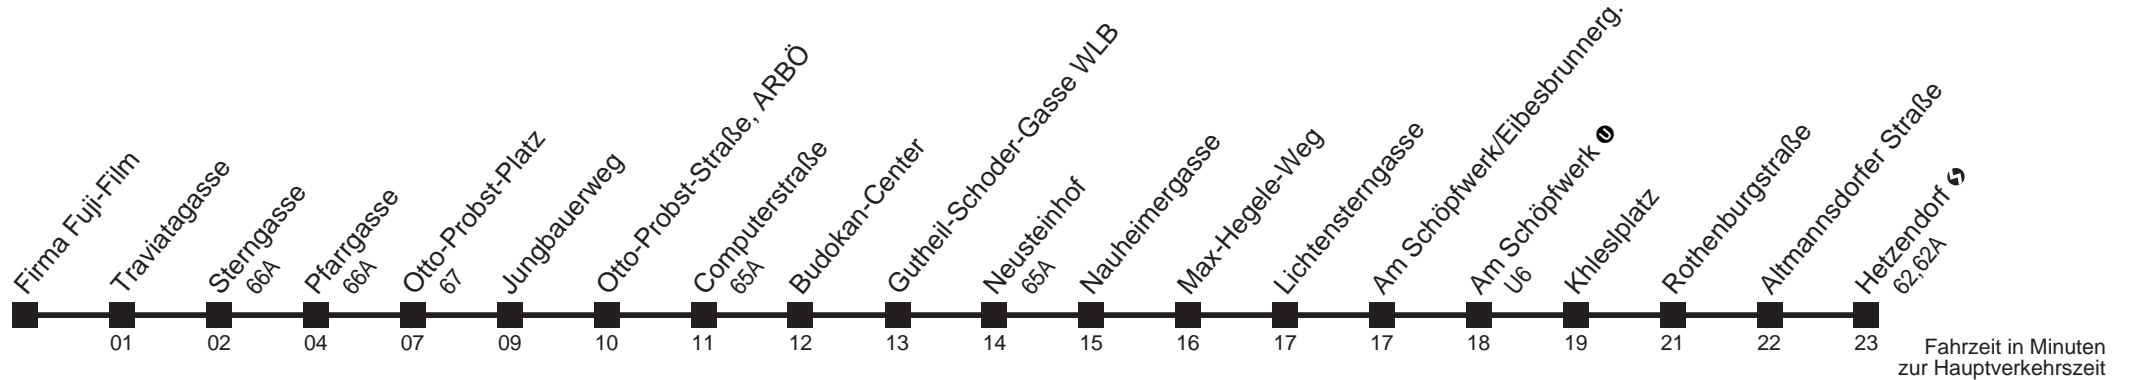 Firma Fuji-Film
Traviatagasse
Sterngasse
66A
Pfarrgasse
66A
Otto-Probst-Platz
67
Jungbauerweg
Otto-Probst-Straße, ARBÖ
Computerstraße
65A
Budokan-Center
Gutheil-Schoder-Gasse WLB
Neusteinhof
65A
Nauheimergasse
Max-Hegele-Weg
Lichtensterngasse
Am Schöpfwerk/Eibesbrunnerg.
Am Schöpfwerk U
U6
Khleslplatz
Rothenburgstraße
Altmannsdorfer Straße
Hetzendorf
62,62A
01 02 04 07 09 10 11 12 13 14 15 16 17 17 18 19 21 22 23
Fahrzeit in Minuten
zur Hauptverkehrszeit